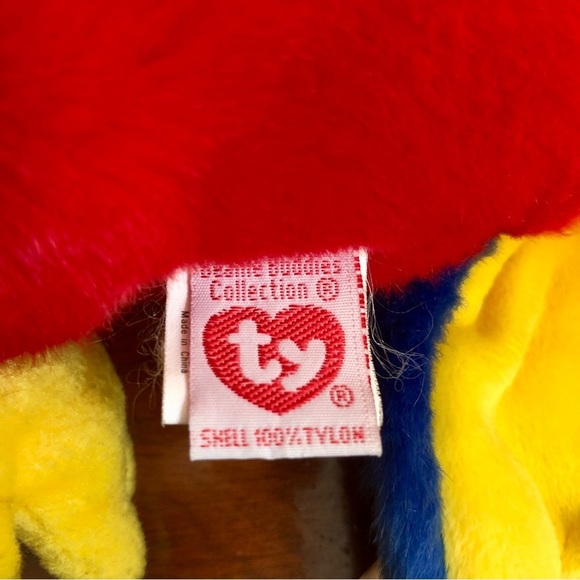 Beanie Buddies
Collection ®
ty
®
SHELL 100% TYLON
Made in China